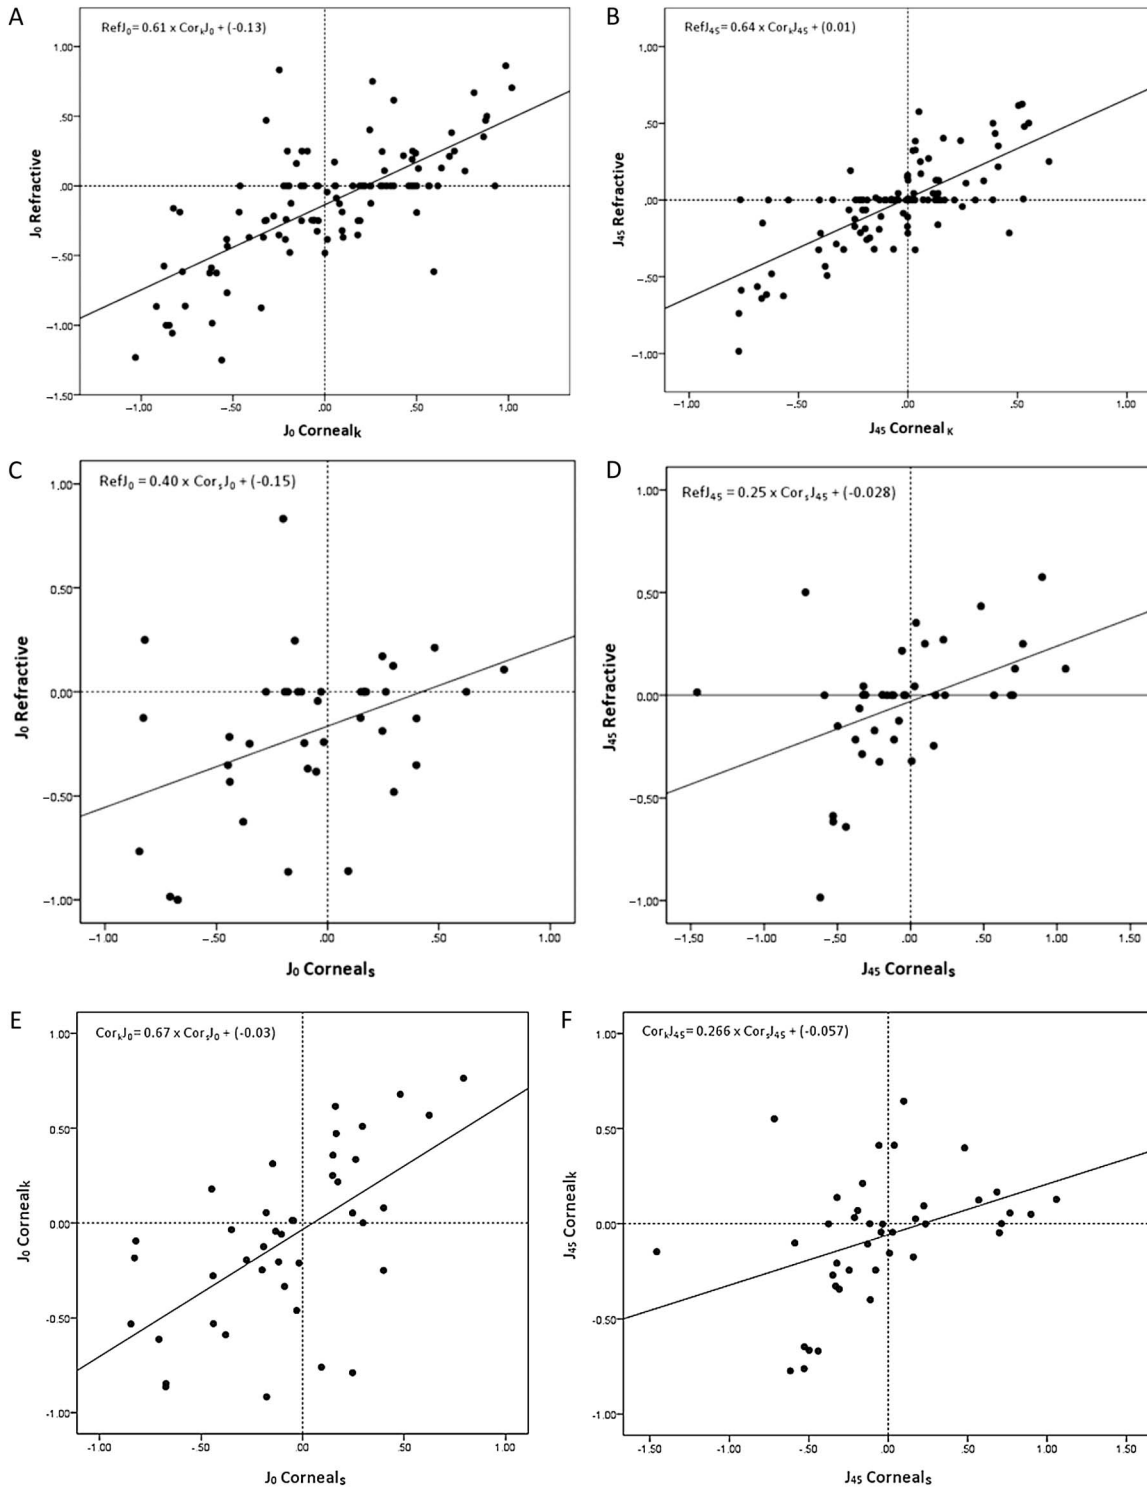 A
RefJ₀ = 0.61 x CorₖJ₀ + (-0.13)
1.00
.50
.00
-.50
-1.00
-1.50
J₀ Refractive
-1.00 -.50 .00 .50 1.00
J₀ Cornealₖ
B
RefJ₄₅ = 0.64 x CorₖJ₄₅ + (0.01)
1.00
.50
.00
-.50
-1.00
J₄₅ Refractive
-1.00 -.50 .00 .50 1.00
J₄₅ Corneal_K
C
RefJ₀ = 0.40 x CorₛJ₀ + (-0.15)
1.00
0.50
0.00
-0.50
-1.00
J₀ Refractive
-1.00 -.50 .00 .50 1.00
J₀ Cornealₛ
D
RefJ₄₅ = 0.25 x CorₛJ₄₅ + (-0.028)
1.00
0.50
0.00
-0.50
-1.00
J₄₅ Refractive
-1.50 -1.00 -.50 .00 .50 1.00 1.50
J₄₅ Cornealₛ
E
CorₖJ₀ = 0.67 x CorₛJ₀ + (-0.03)
1.00
0.50
0.00
-0.50
-1.00
J₀ Cornealₖ
-1.00 -.50 .00 .50 1.00
J₀ Cornealₛ
F
CorₖJ₄₅ = 0.266 x CorₛJ₄₅ + (-0.057)
1.00
0.50
0.00
-0.50
-1.00
J₄₅ Cornealₖ
-1.50 -1.00 -.50 .00 .50 1.00 1.50
J₄₅ Cornealₛ